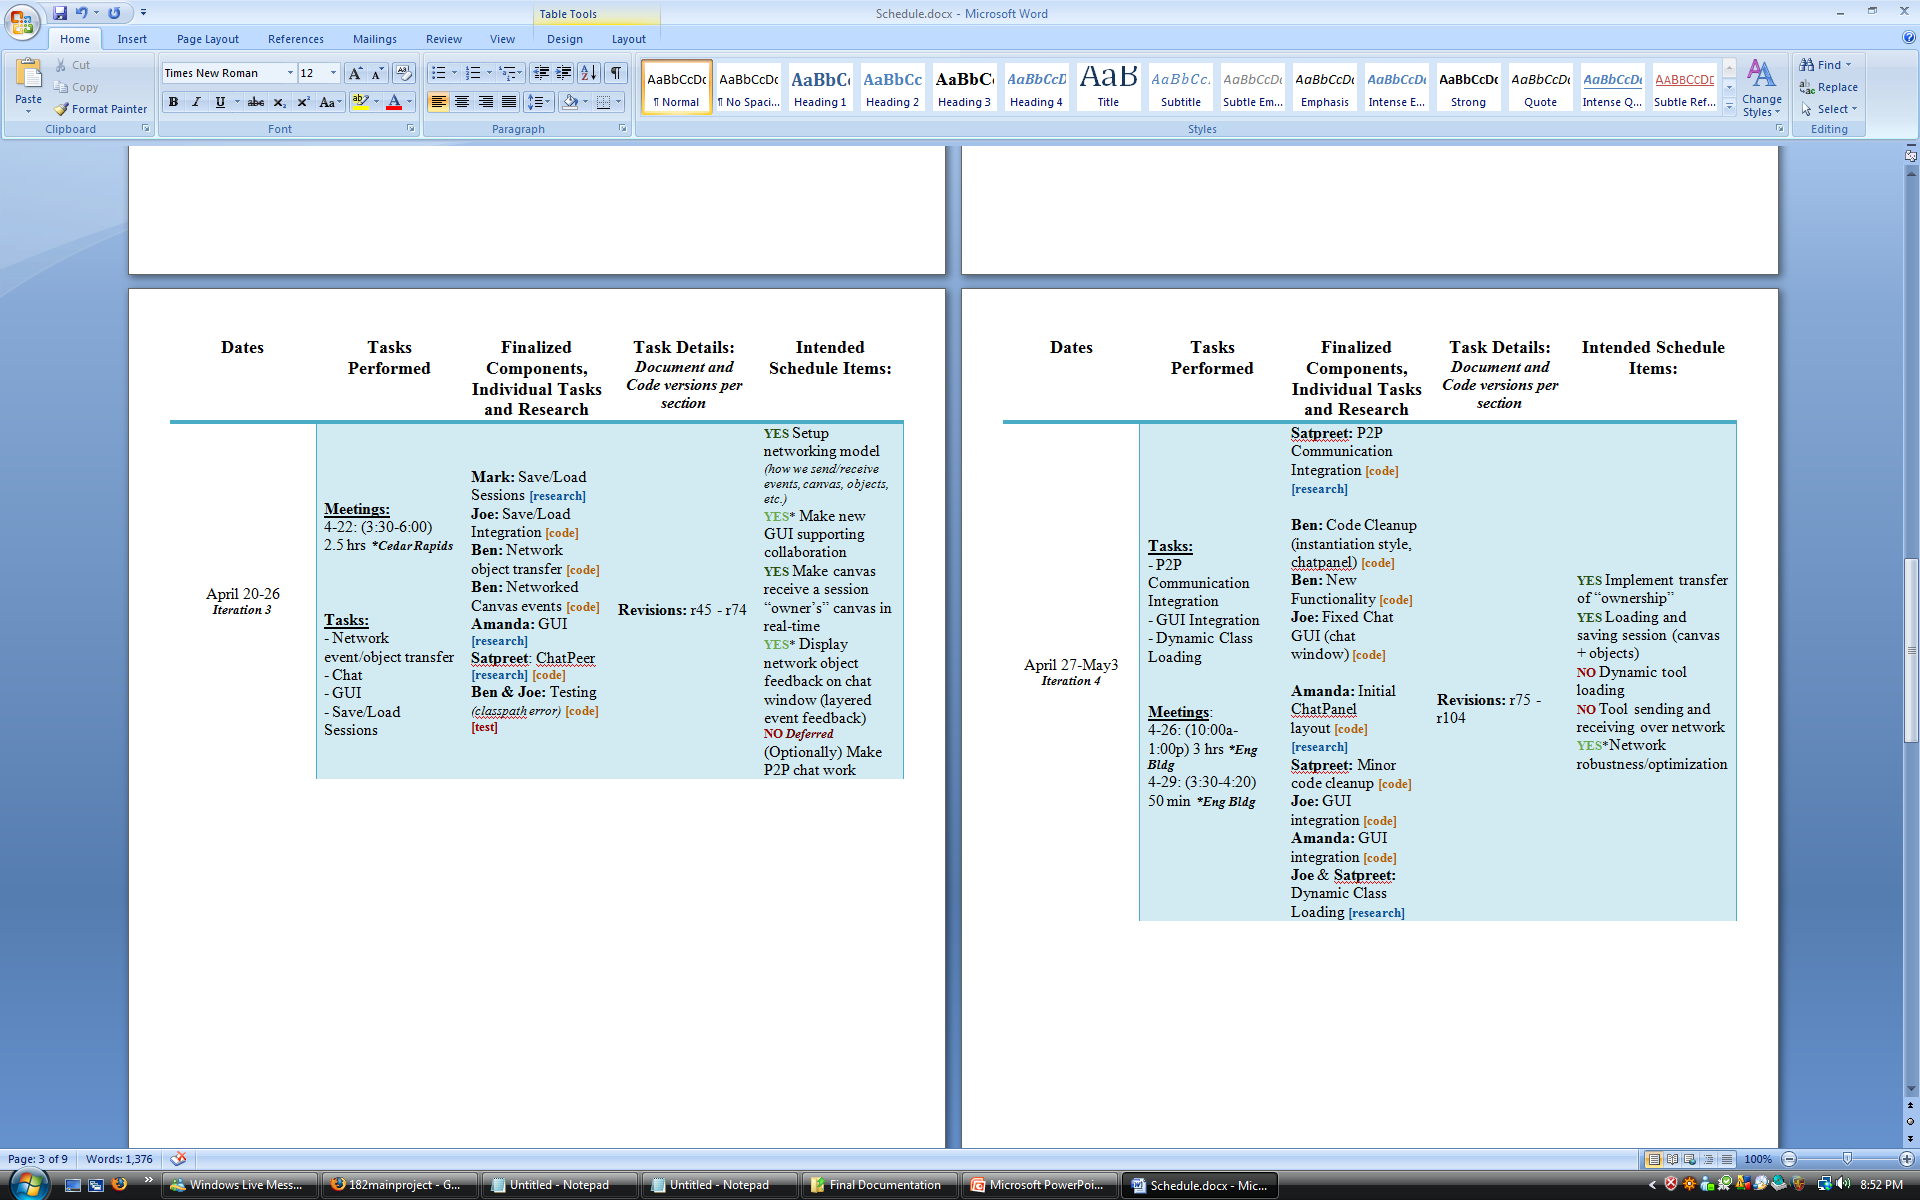 Table Tools
Schedule.docx - Microsoft Word
Home Insert Page Layout References Mailings Review View Design Layout
Paste
Cut
Copy
Format Painter
Clipboard
Times New Roman 12
Font
Paragraph
AaBbCcDc AaBbCcDc AaBbC AaBbCc AaBbC AaBbCcD AaB AaBbCc. AaBbCcDc AaBbCcDc AaBbCcDc AaBbCcDc AaBbCcDc AaBbCcDc AABBCCDE
¶ Normal ¶ No Spaci... Heading 1 Heading 2 Heading 3 Heading 4 Title Subtitle Subtle Em... Emphasis Intense E... Strong Quote Intense Q... Subtle Ref...
Styles
Change
Styles
Find
Replace
Select
Editing
Dates
Tasks
Performed
Finalized
Components,
Individual Tasks
and Research
Task Details:
Document and
Code versions per
section
Intended
Schedule Items:
April 20-26
Iteration 3
Meetings:
4-22: (3:30-6:00)
2.5 hrs *Cedar Rapids
Tasks:
- Network
event/object transfer
- Chat
- GUI
- Save/Load
Sessions
Mark: Save/Load
Sessions [research]
Joe: Save/Load
Integration [code]
Ben: Network
object transfer [code]
Ben: Networked
Canvas events [code]
Amanda: GUI
[research]
Satpreet: ChatPeer
[research] [code]
Ben & Joe: Testing
(classpath error) [code]
[test]
Revisions: r45 - r74
YES Setup
networking model
(how we send/receive
events, canvas, objects,
etc.)
YES* Make new
GUI supporting
collaboration
YES Make canvas
receive a session
“owner’s” canvas in
real-time
YES* Display
network object
feedback on chat
window (layered
event feedback)
NO Deferred
(Optionally) Make
P2P chat work
Dates
Tasks
Performed
Finalized
Components,
Individual Tasks
and Research
Task Details:
Document and
Code versions per
section
Intended Schedule
Items:
April 27-May3
Iteration 4
Tasks:
- P2P
Communication
Integration
- GUI Integration
- Dynamic Class
Loading
Meetings:
4-26: (10:00a-
1:00p) 3 hrs *Eng
Bldg
4-29: (3:30-4:20)
50 min *Eng Bldg
Satpreet: P2P
Communication
Integration [code]
[research]
Ben: Code Cleanup
(instantiation style,
chatpanel) [code]
Ben: New
Functionality [code]
Joe: Fixed Chat
GUI (chat
window) [code]
Amanda: Initial
ChatPanel
layout [code]
[research]
Satpreet: Minor
code cleanup [code]
Joe: GUI
integration [code]
Amanda: GUI
integration [code]
Joe & Satpreet:
Dynamic Class
Loading [research]
Revisions: r75 -
r104
YES Implement transfer
of “ownership”
YES Loading and
saving session (canvas
+ objects)
NO Dynamic tool
loading
NO Tool sending and
receiving over network
YES*Network
robustness/optimization
Page: 3 of 9 Words: 1,376
100%
Windows Live Mess... 182mainproject - G... Untitled - Notepad Untitled - Notepad Final Documentation Microsoft PowerPoi... Schedule.docx - Mic... 8:52 PM